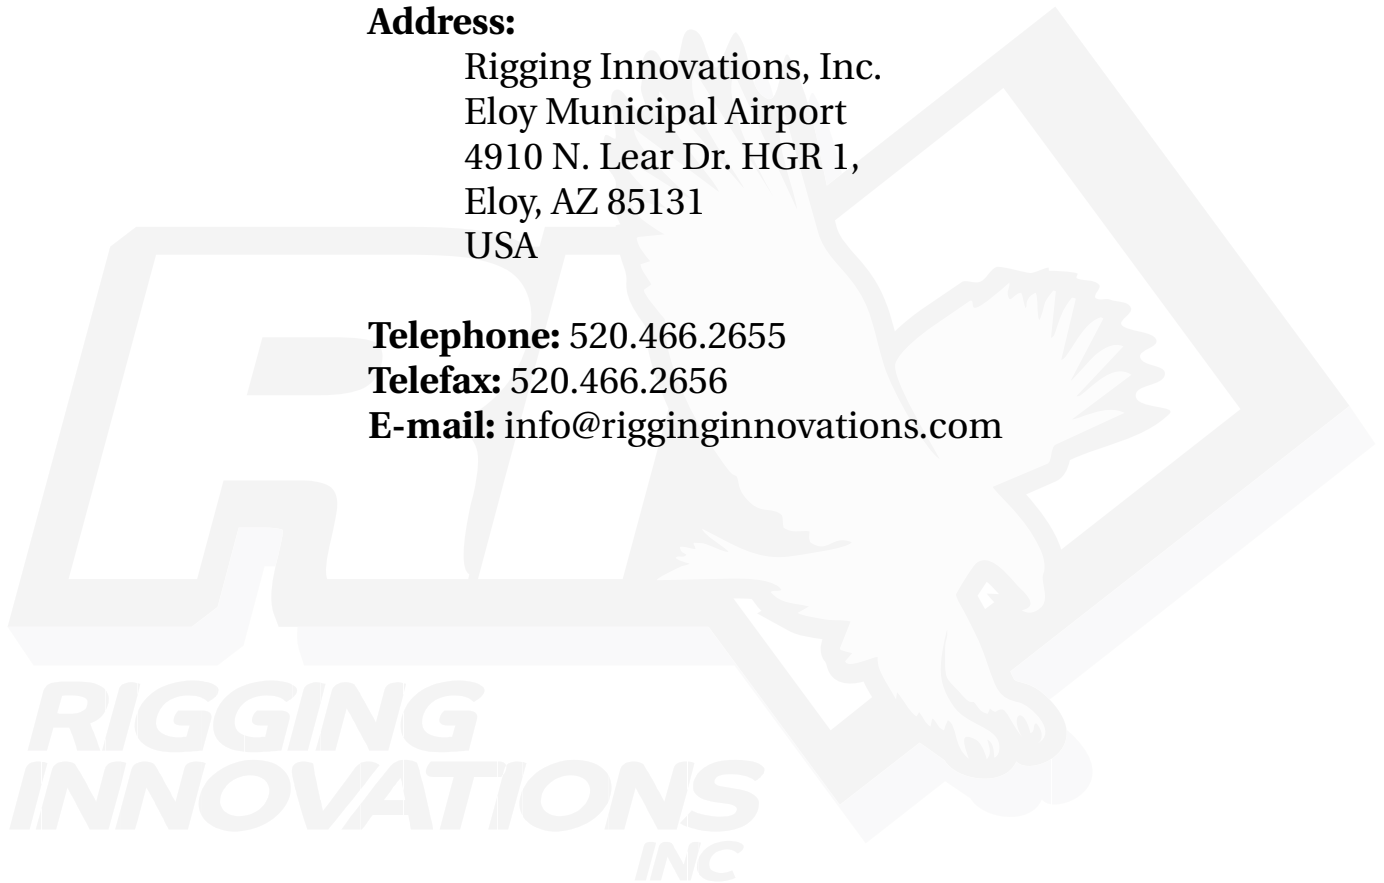 Address:
Rigging Innovations, Inc.
Eloy Municipal Airport
4910 N. Lear Dr. HGR 1,
Eloy, AZ 85131
USA
Telephone: 520.466.2655
Telefax: 520.466.2656
E-mail: info@rigginginnovations.com
RI
RIGGING
INNOVATIONS
INC